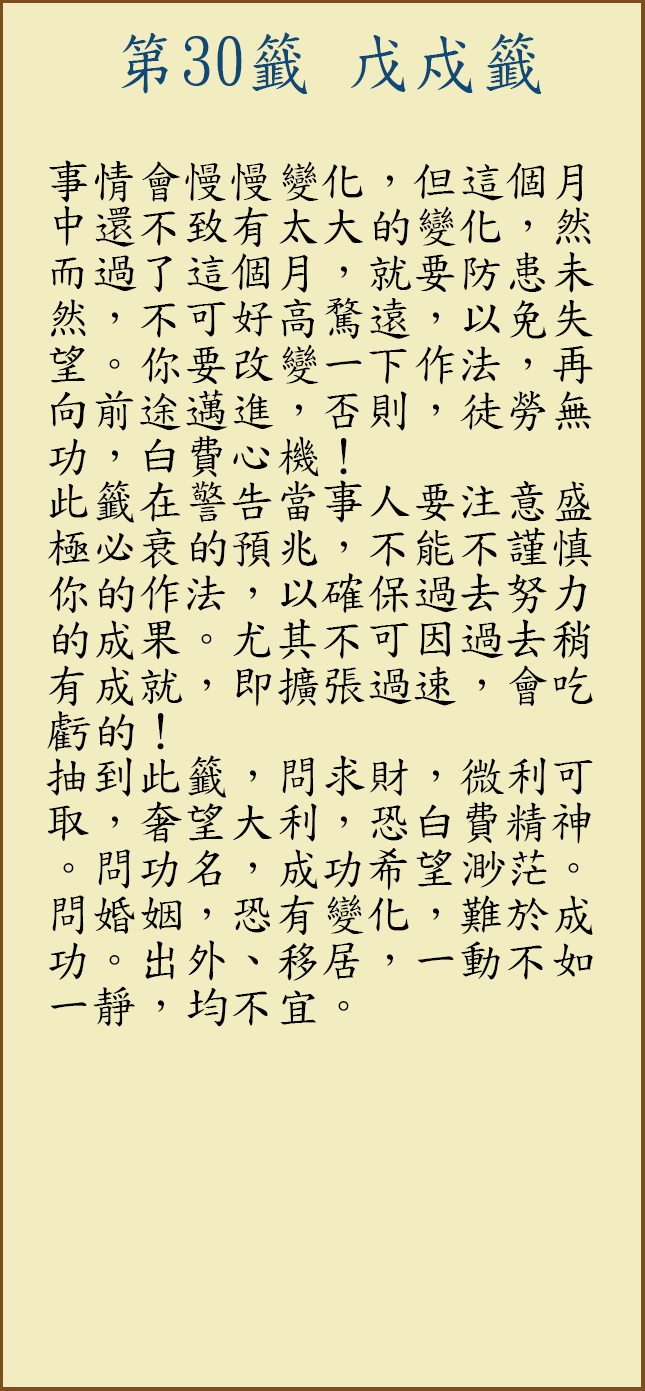 第30籤 戊戍籤
事情會慢慢變化，但這個月
中還不致有太大的變化，然
而過了這個月，就要防患未
然，不可好高騖遠，以免失
望。你要改變一下作法，再
向前途邁進，否則，徒勞無
功，白費心機！
此籤在警告當事人要注意盛
極必衰的預兆，不能不謹慎
你的作法，以確保過去努力
的成果。尤其不可因過去稍
有成就，即擴張過速，會吃
虧的！
抽到此籤，問求財，微利可
取，奢望大利，恐白費精神
。問功名，成功希望渺茫。
問婚姻，恐有變化，難於成
功。出外、移居，一動不如
一靜，均不宜。